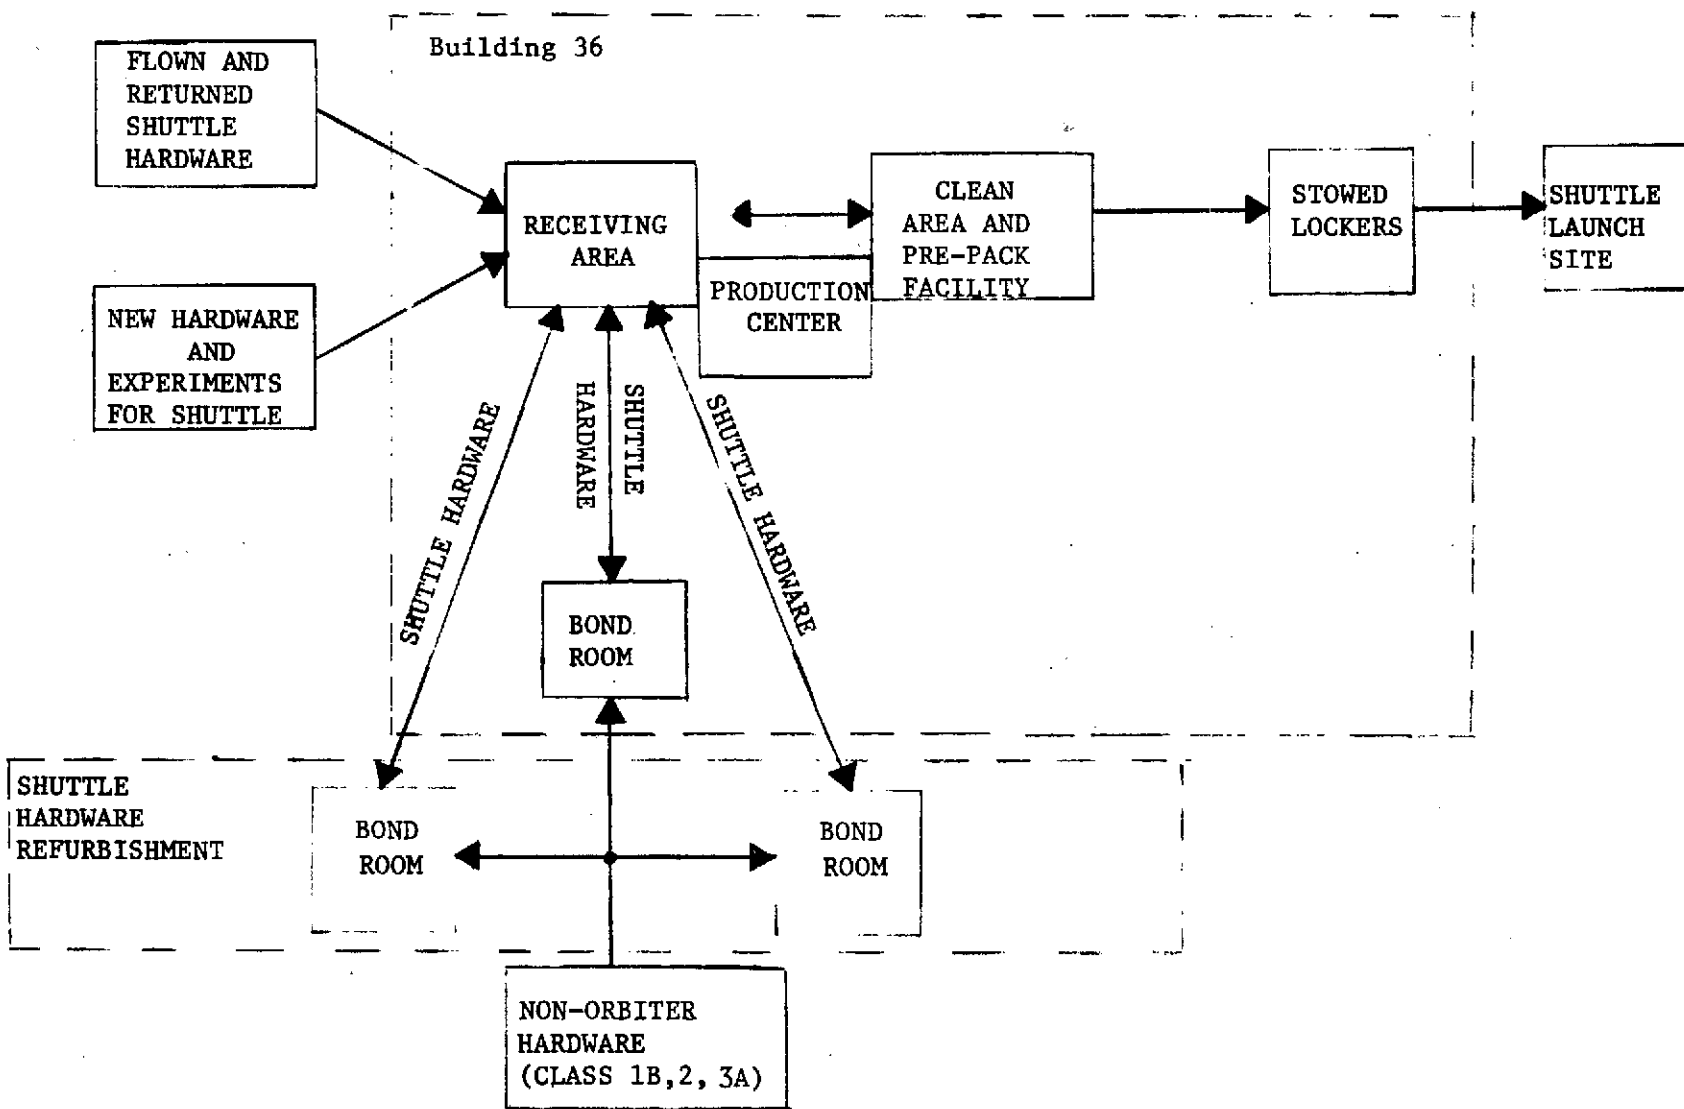 Building 36
FLOWN AND
RETURNED
SHUTTLE
HARDWARE
NEW HARDWARE
AND
EXPERIMENTS
FOR SHUTTLE
RECEIVING
AREA
PRODUCTION
CENTER
CLEAN
AREA AND
PRE-PACK
FACILITY
STOWED
LOCKERS
SHUTTLE
LAUNCH
SITE
SHUTTLE HARDWARE
SHUTTLE
HARDWARE
SHUTTLE HARDWARE
BOND
ROOM
SHUTTLE
HARDWARE
REFURBISHMENT
BOND
ROOM
BOND
ROOM
NON-ORBITER
HARDWARE
(CLASS 1B,2, 3A)